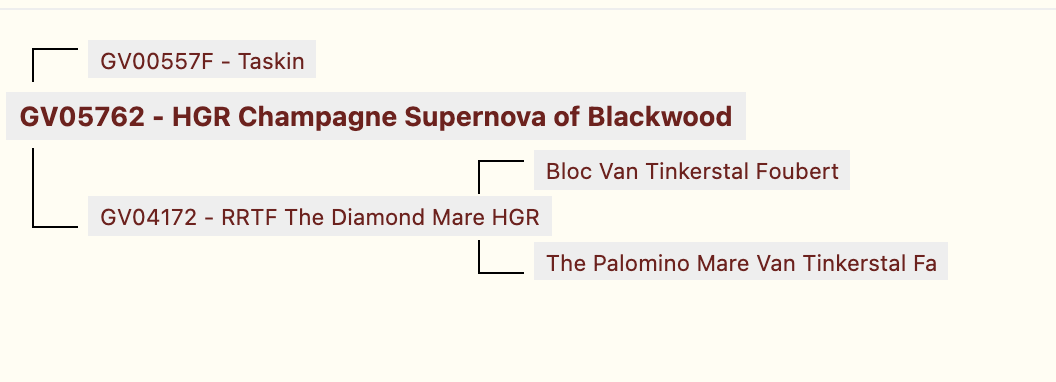 GV00557F - Taskin
GV05762 - HGR Champagne Supernova of Blackwood
Bloc Van Tinkerstal Foubert
GV04172 - RRTF The Diamond Mare HGR
The Palomino Mare Van Tinkerstal Fa